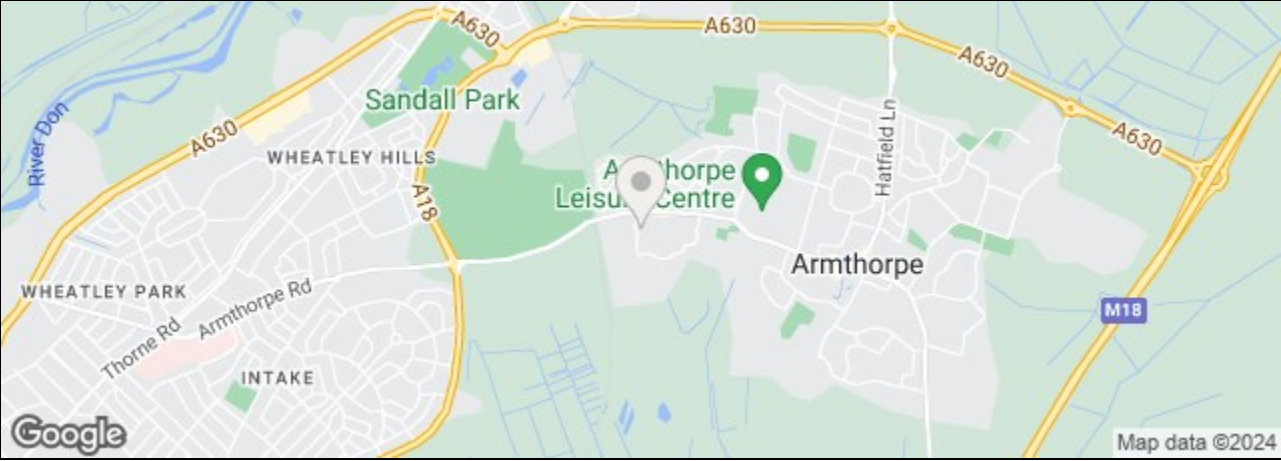 A630
A630
A630
A630
A630
Sandall Park
River Don
WHEATLEY HILLS
A18
Armthorpe
Leisure Centre
Hatfield Ln
Armthorpe
WHEATLEY PARK
Armthorpe Rd
Thorne Rd
INTAKE
M18
Google
Map data ©2024